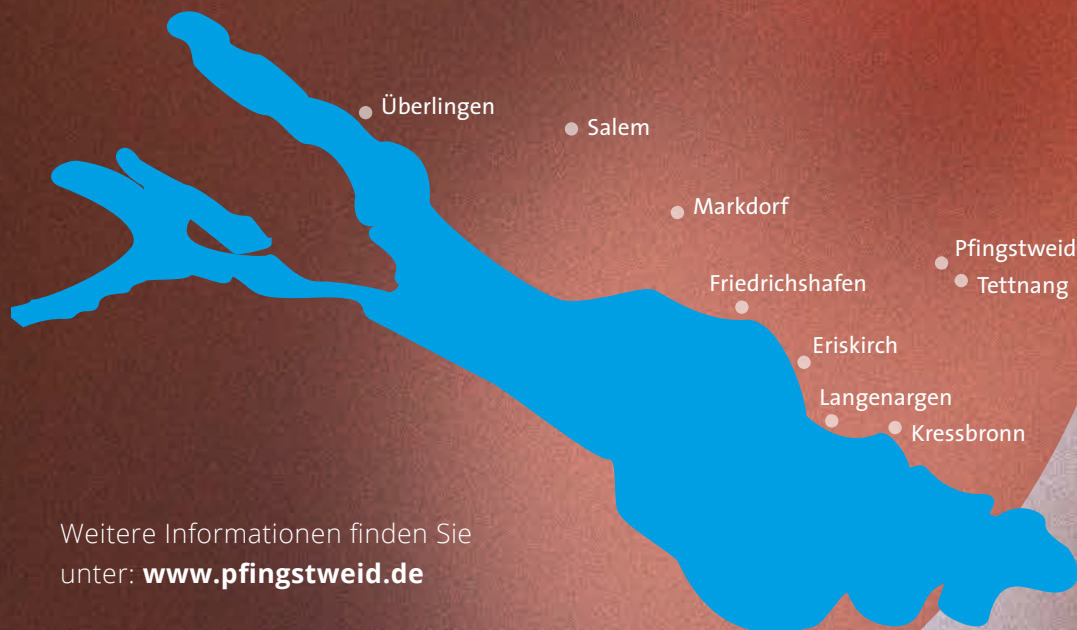 Überlingen
Salem
Markdorf
Pfingstweid
Tettnang
Friedrichshafen
Eriskirch
Langenargen
Kressbronn
Weitere Informationen finden Sie
unter: www.pfingstweid.de